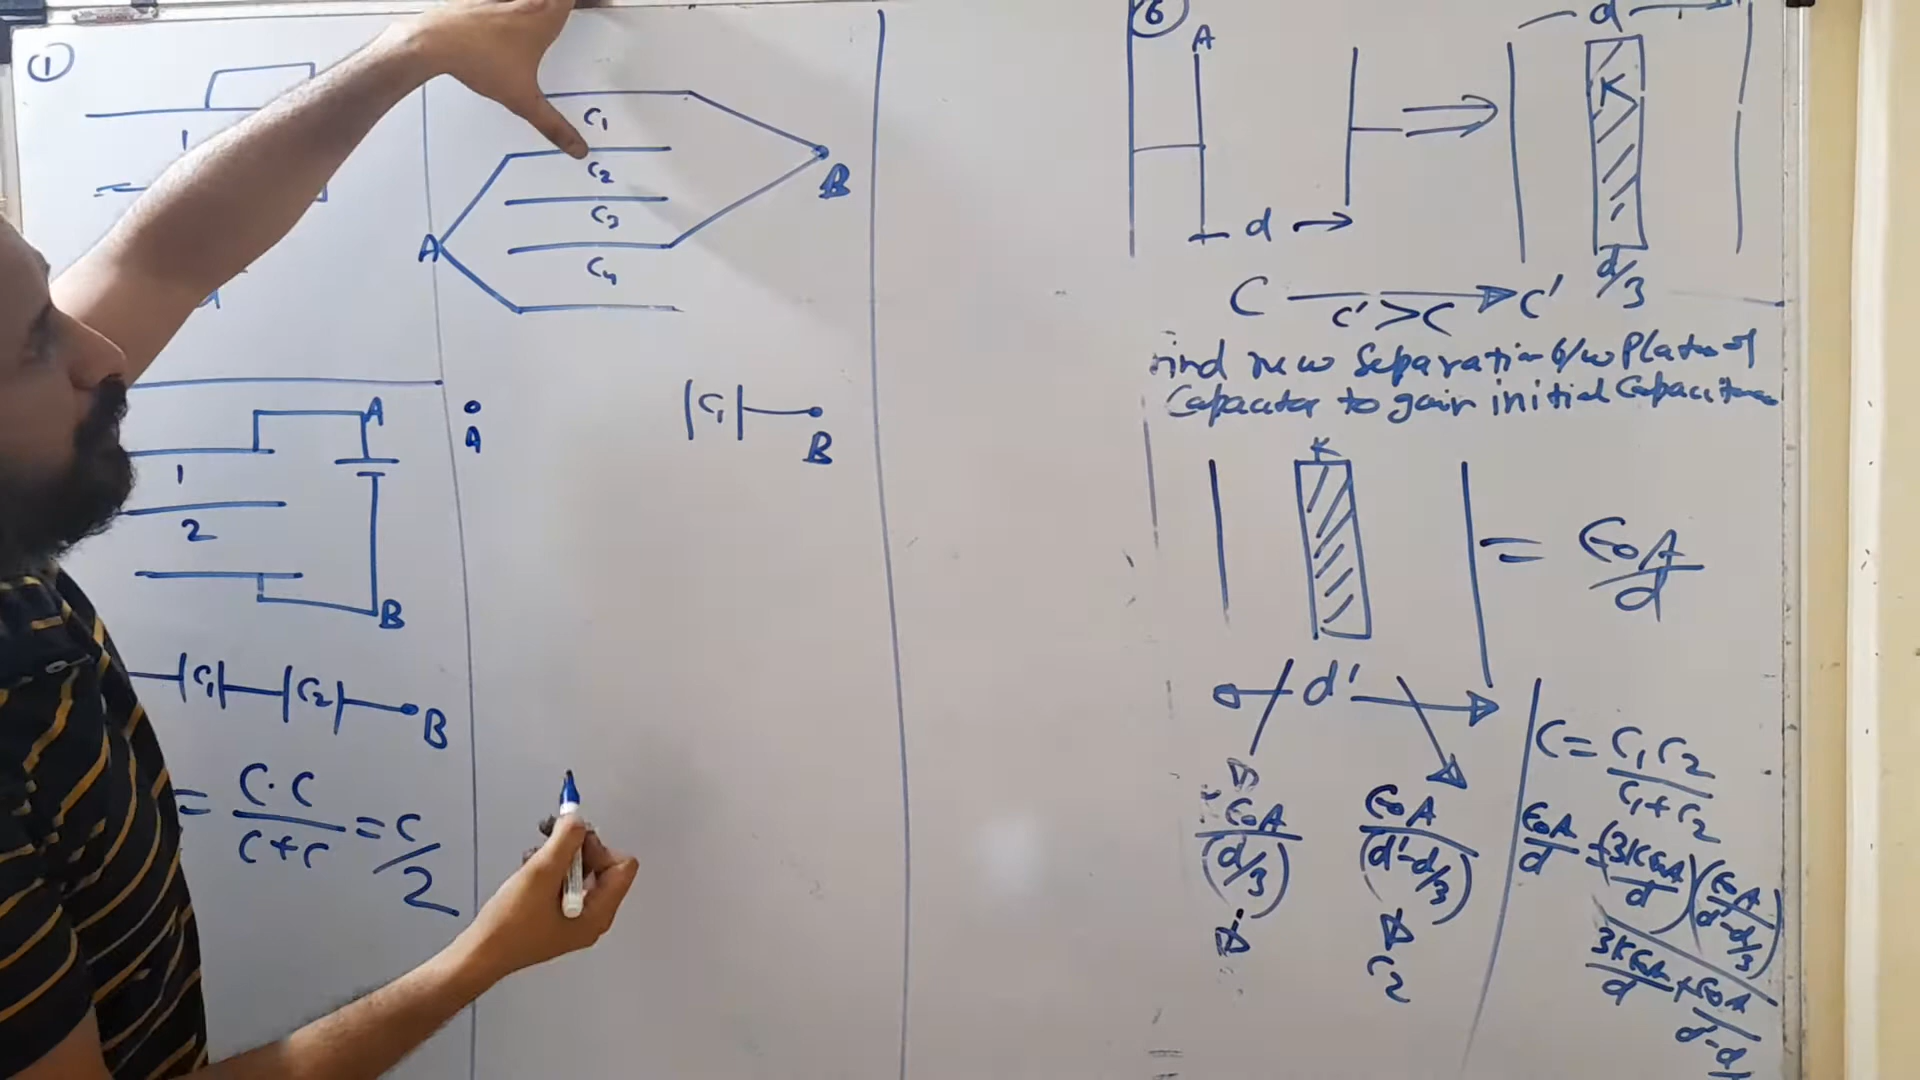 ①
1
A
1
2
B
C₁ C₂ B
= C·C / C+C = C/2
C₁
C₂
C₃
C₄
A
B
A
C₁
B
⑥
A
d
d
K
d/3
C → C'
C' > C
Find new Separation b/w Plates of
Capacitor to gain initial Capacitance
K
= ϵ₀A / d
d'
ϵ₀A / (d/3)
ϵ₀A / (d'-d/3)
C₂
C = C₁C₂ / C₁+C₂
ϵ₀A / d = (3Kϵ₀A / d)(ϵ₀A / d'-d/3)
3Kϵ₀A / d + ϵ₀A / d'-d/